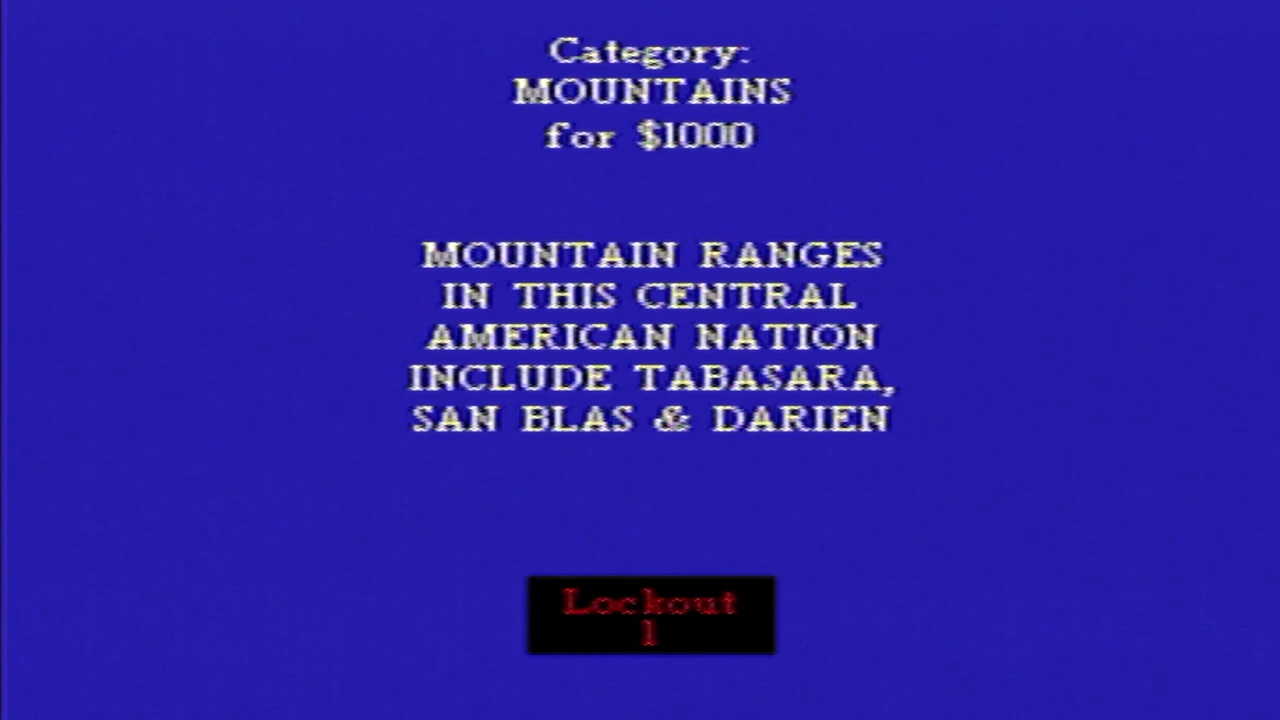 Category:
MOUNTAINS
for $1000
MOUNTAIN RANGES
IN THIS CENTRAL
AMERICAN NATION
INCLUDE TABASARA,
SAN BLAS & DARIEN
Lockout
1